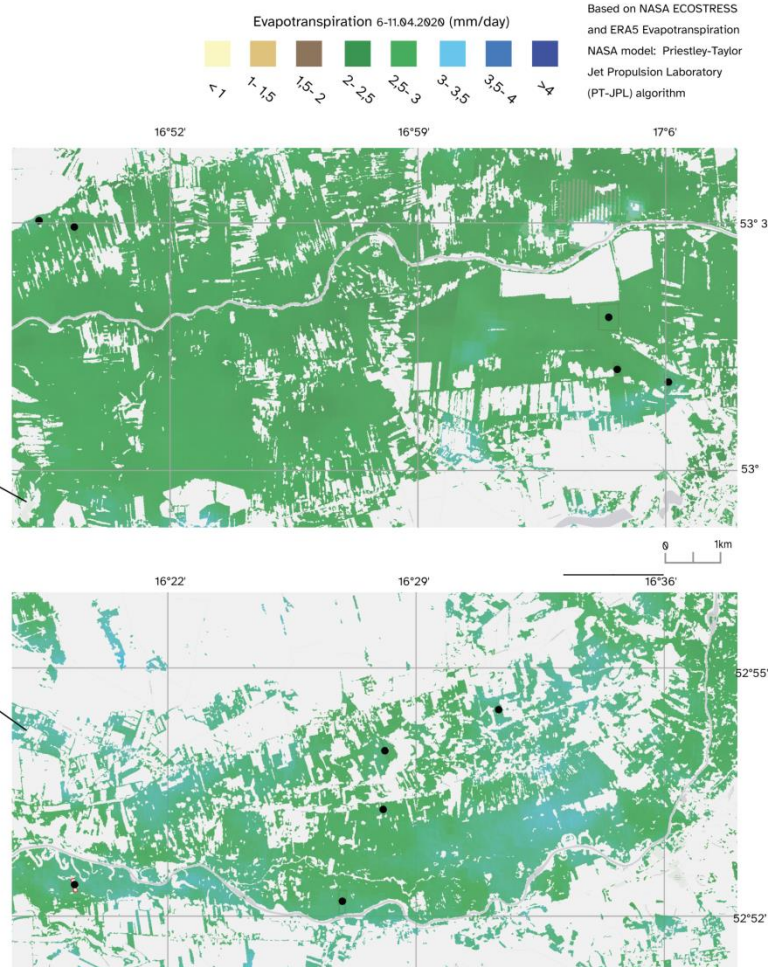 Evapotranspiration 6-11.04.2020 (mm/day)
< 1
1- 1,5
1,5- 2
2- 2,5
2,5- 3
3- 3,5
3,5- 4
>4
Based on NASA ECOSTRESS
and ERA5 Evapotranspiration
NASA model: Priestley-Taylor
Jet Propulsion Laboratory
(PT-JPL) algorithm
16°52'
16°59'
17°6'
53° 3
53°
0 1km
16°22'
16°29'
16°36'
52°55'
52°52'